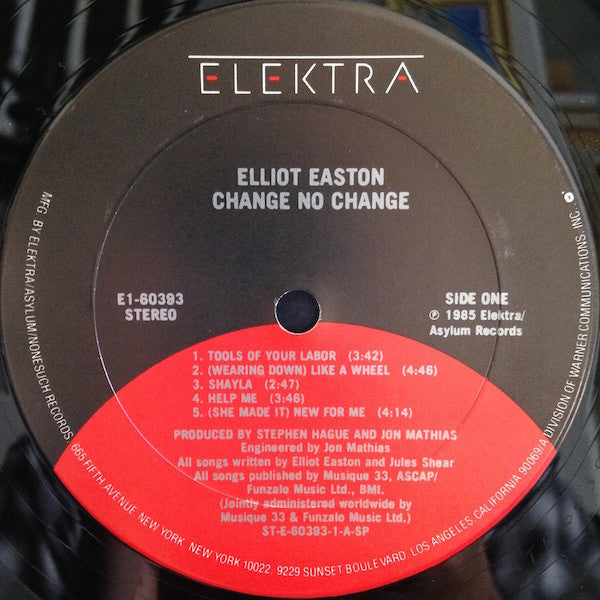 ELEKTRA
ELLIOT EASTON
CHANGE NO CHANGE
E1-60393
STEREO
SIDE ONE
℗ 1985 Elektra/
Asylum Records
1. TOOLS OF YOUR LABOR (3:42)
2. (WEARING DOWN) LIKE A WHEEL (4:46)
3. SHAYLA (2:47)
4. HELP ME (3:46)
5. (SHE MADE IT) NEW FOR ME (4:14)
PRODUCED BY STEPHEN HAGUE AND JON MATHIAS
Engineered by Jon Mathias
All songs written by Elliot Easton and Jules Shear
All songs published by Musique 33, ASCAP/
Funzalo Music Ltd., BMI.
(Jointly administered worldwide by
Musique 33 & Funzalo Music Ltd.)
ST-E-60393-1-A-SP
MFG. BY ELEKTRA/ASYLUM/NONESUCH RECORDS, 665 FIFTH AVENUE, NEW YORK, NEW YORK 10022. 9229 SUNSET BOULEVARD, LOS ANGELES, CALIFORNIA 90069/A DIVISION OF WARNER COMMUNICATIONS, INC.